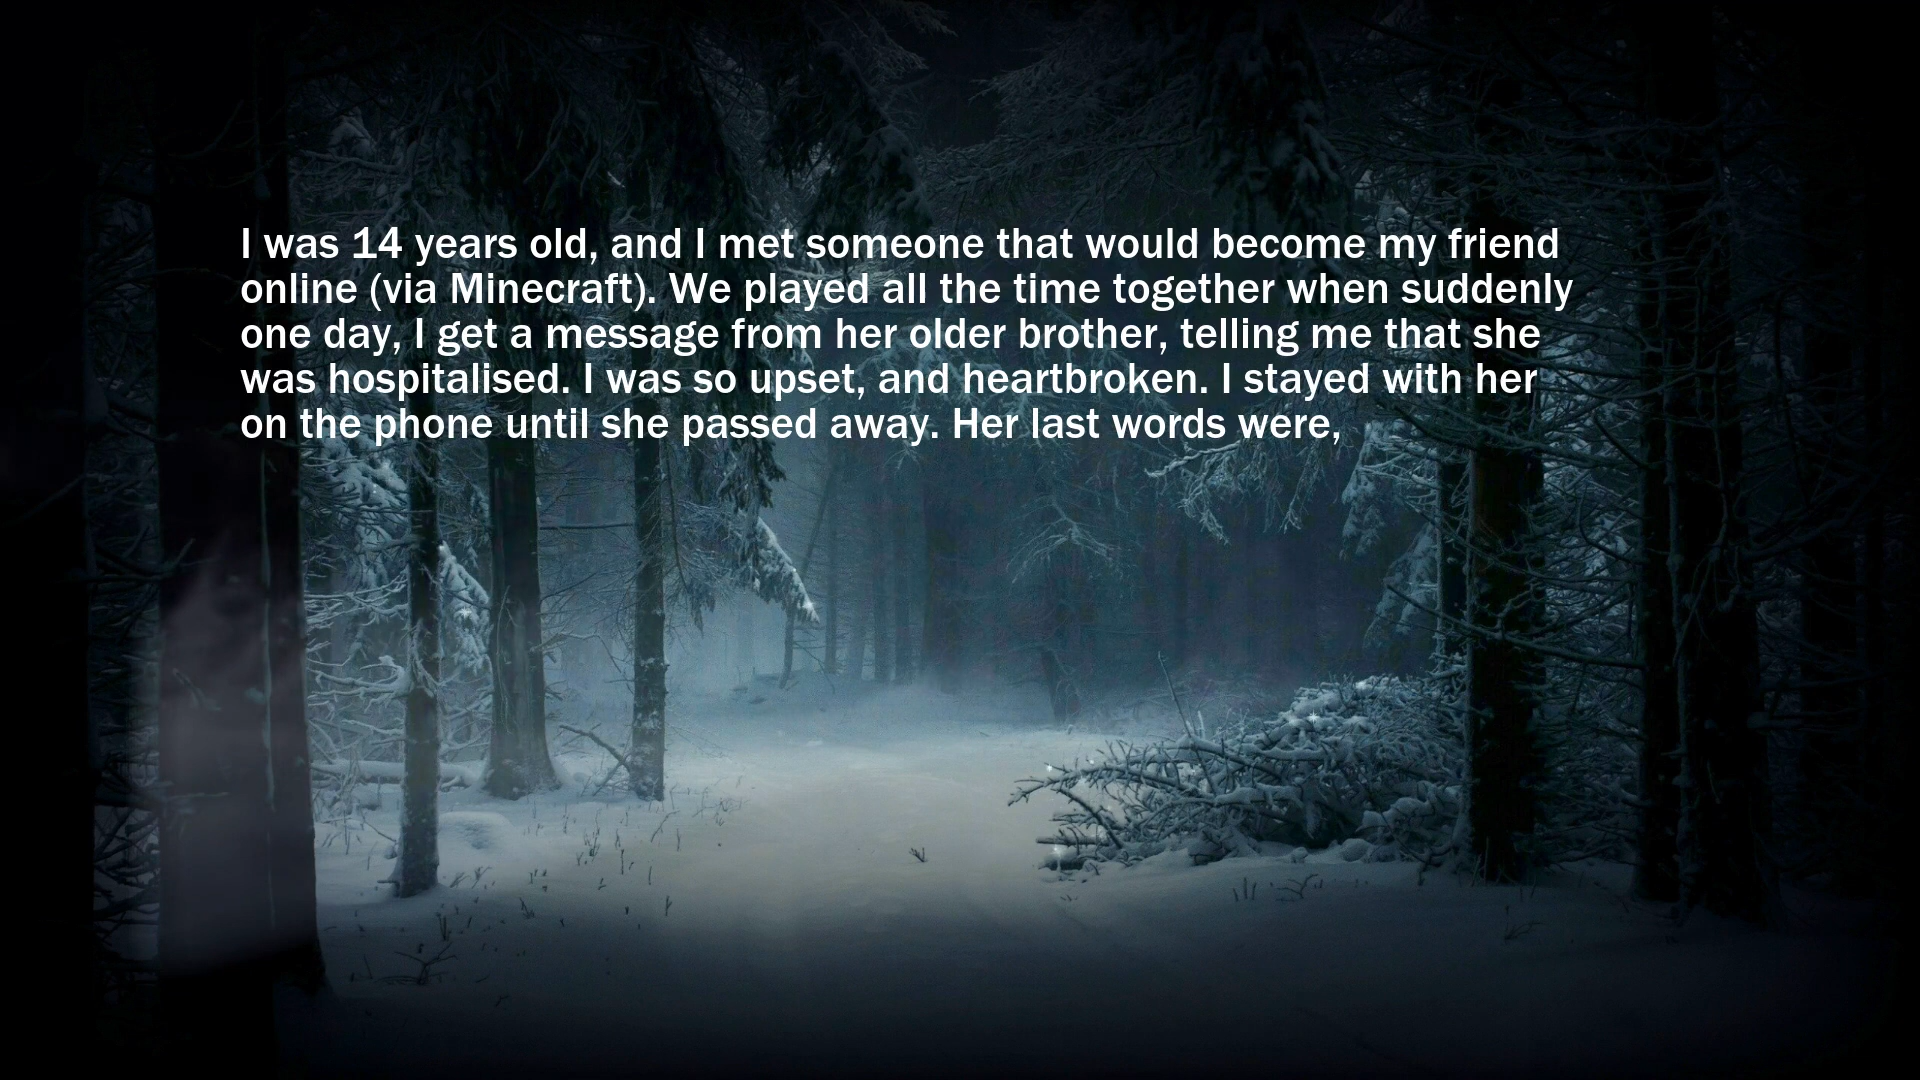 I was 14 years old, and I met someone that would become my friend
online (via Minecraft). We played all the time together when suddenly
one day, I get a message from her older brother, telling me that she
was hospitalised. I was so upset, and heartbroken. I stayed with her
on the phone until she passed away. Her last words were,